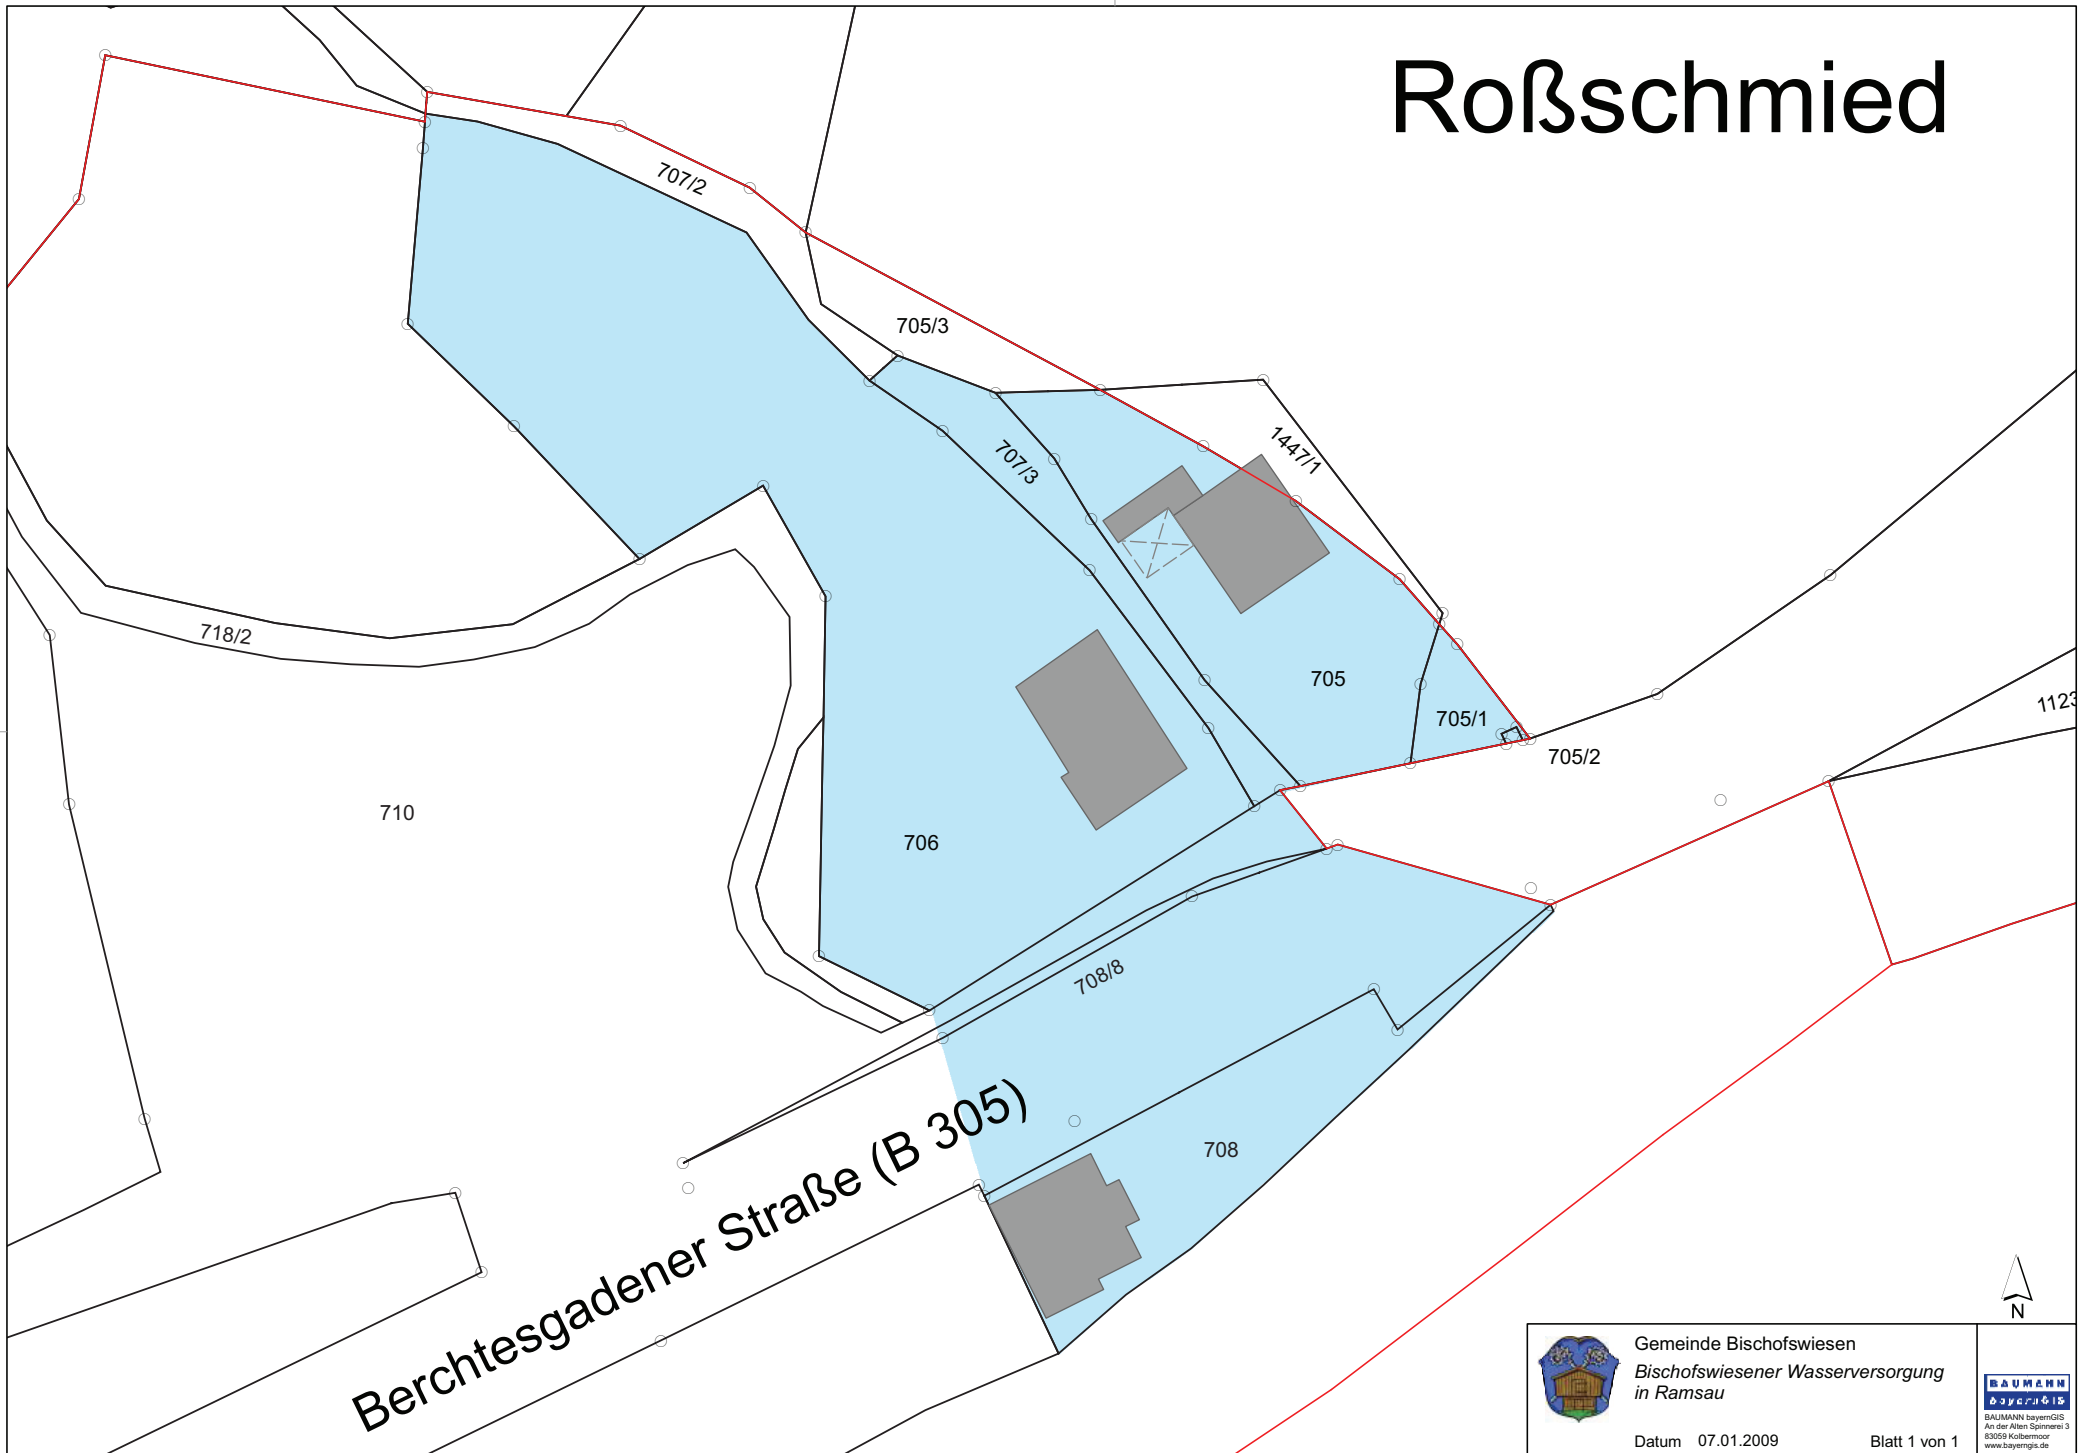 Roßschmied
707/2
705/3
1447/1
707/3
718/2
705
705/1
1123
705/2
710
706
708/8
Berchtesgadener Straße (B 305)
708
N
Gemeinde Bischofswiesen
Bischofswiesener Wasserversorgung
in Ramsau
Datum 07.01.2009 Blatt 1 von 1
BAUMANN
bayernGIS
BAUMANN bayernGIS
An der Alten Spinnerei 3
83059 Kolbermoor
www.bayerngis.de